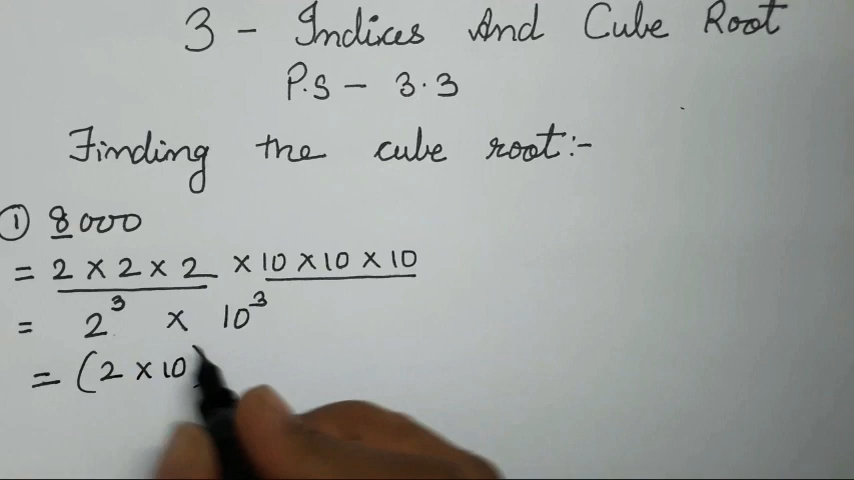 3 - Indices And Cube Root
P.S - 3.3
Finding the cube root:-
① 8000
= 2 × 2 × 2 × 10 × 10 × 10
= 2³ × 10³
= (2 × 10)